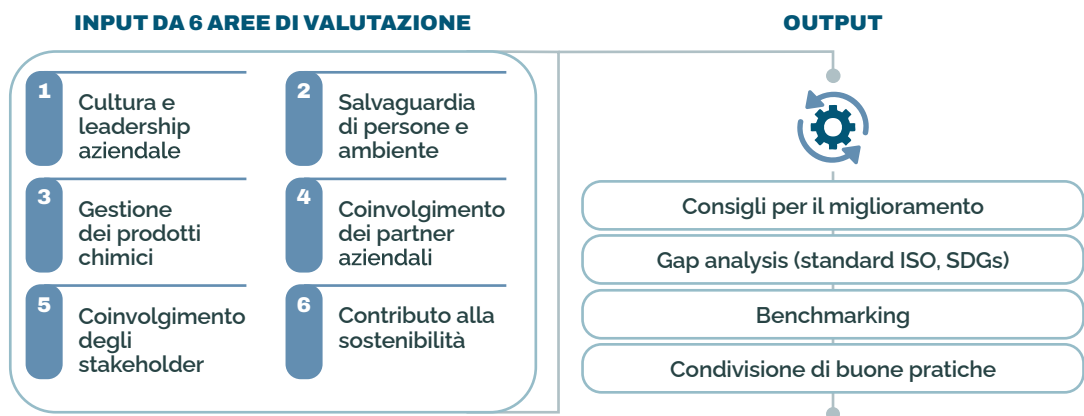 INPUT DA 6 AREE DI VALUTAZIONE
OUTPUT
1
Cultura e
leadership
aziendale
2
Salvaguardia
di persone e
ambiente
3
Gestione
dei prodotti
chimici
4
Coinvolgimento
dei partner
aziendali
5
Coinvolgimento
degli
stakeholder
6
Contributo alla
sostenibilità
Consigli per il miglioramento
Gap analysis (standard ISO, SDGs)
Benchmarking
Condivisione di buone pratiche